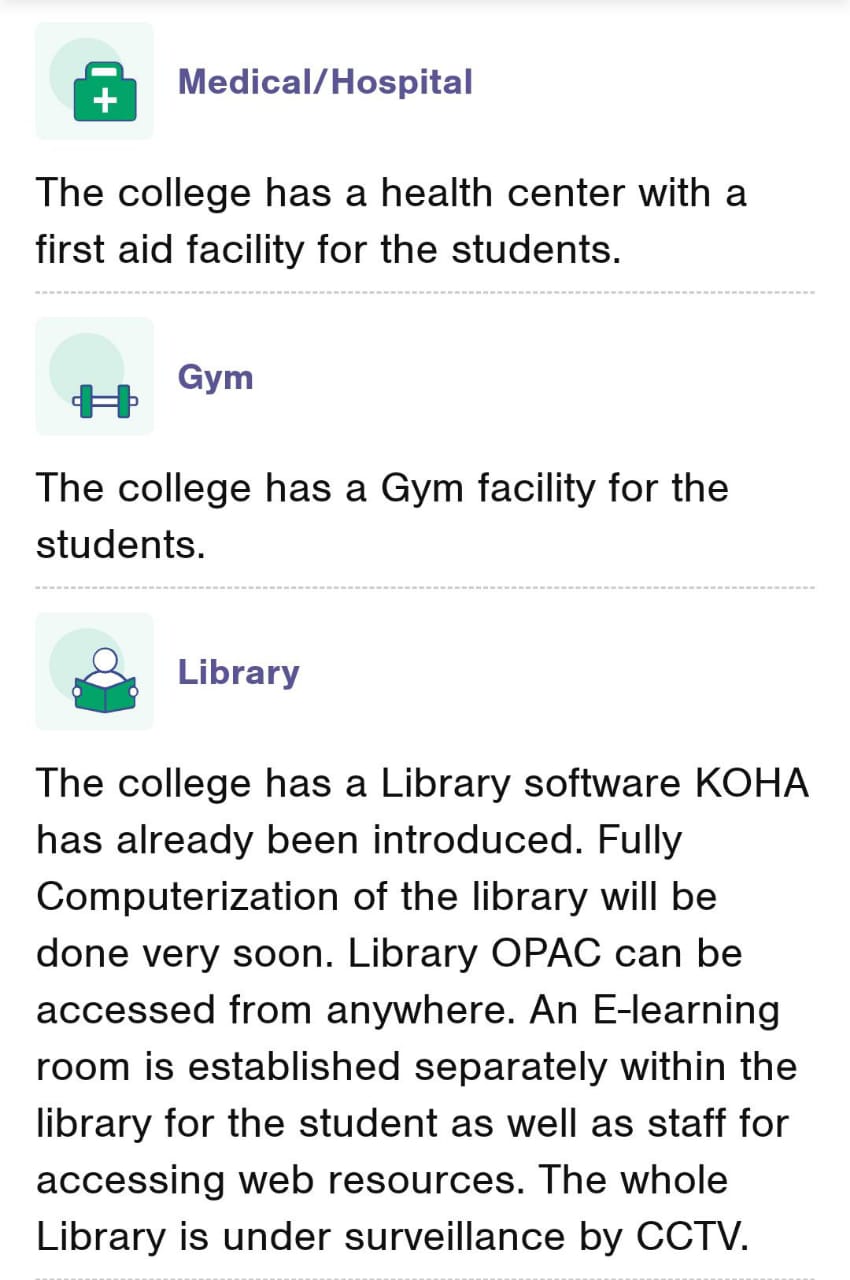 Medical/Hospital
The college has a health center with a
first aid facility for the students.
Gym
The college has a Gym facility for the
students.
Library
The college has a Library software KOHA
has already been introduced. Fully
Computerization of the library will be
done very soon. Library OPAC can be
accessed from anywhere. An E-learning
room is established separately within the
library for the student as well as staff for
accessing web resources. The whole
Library is under surveillance by CCTV.